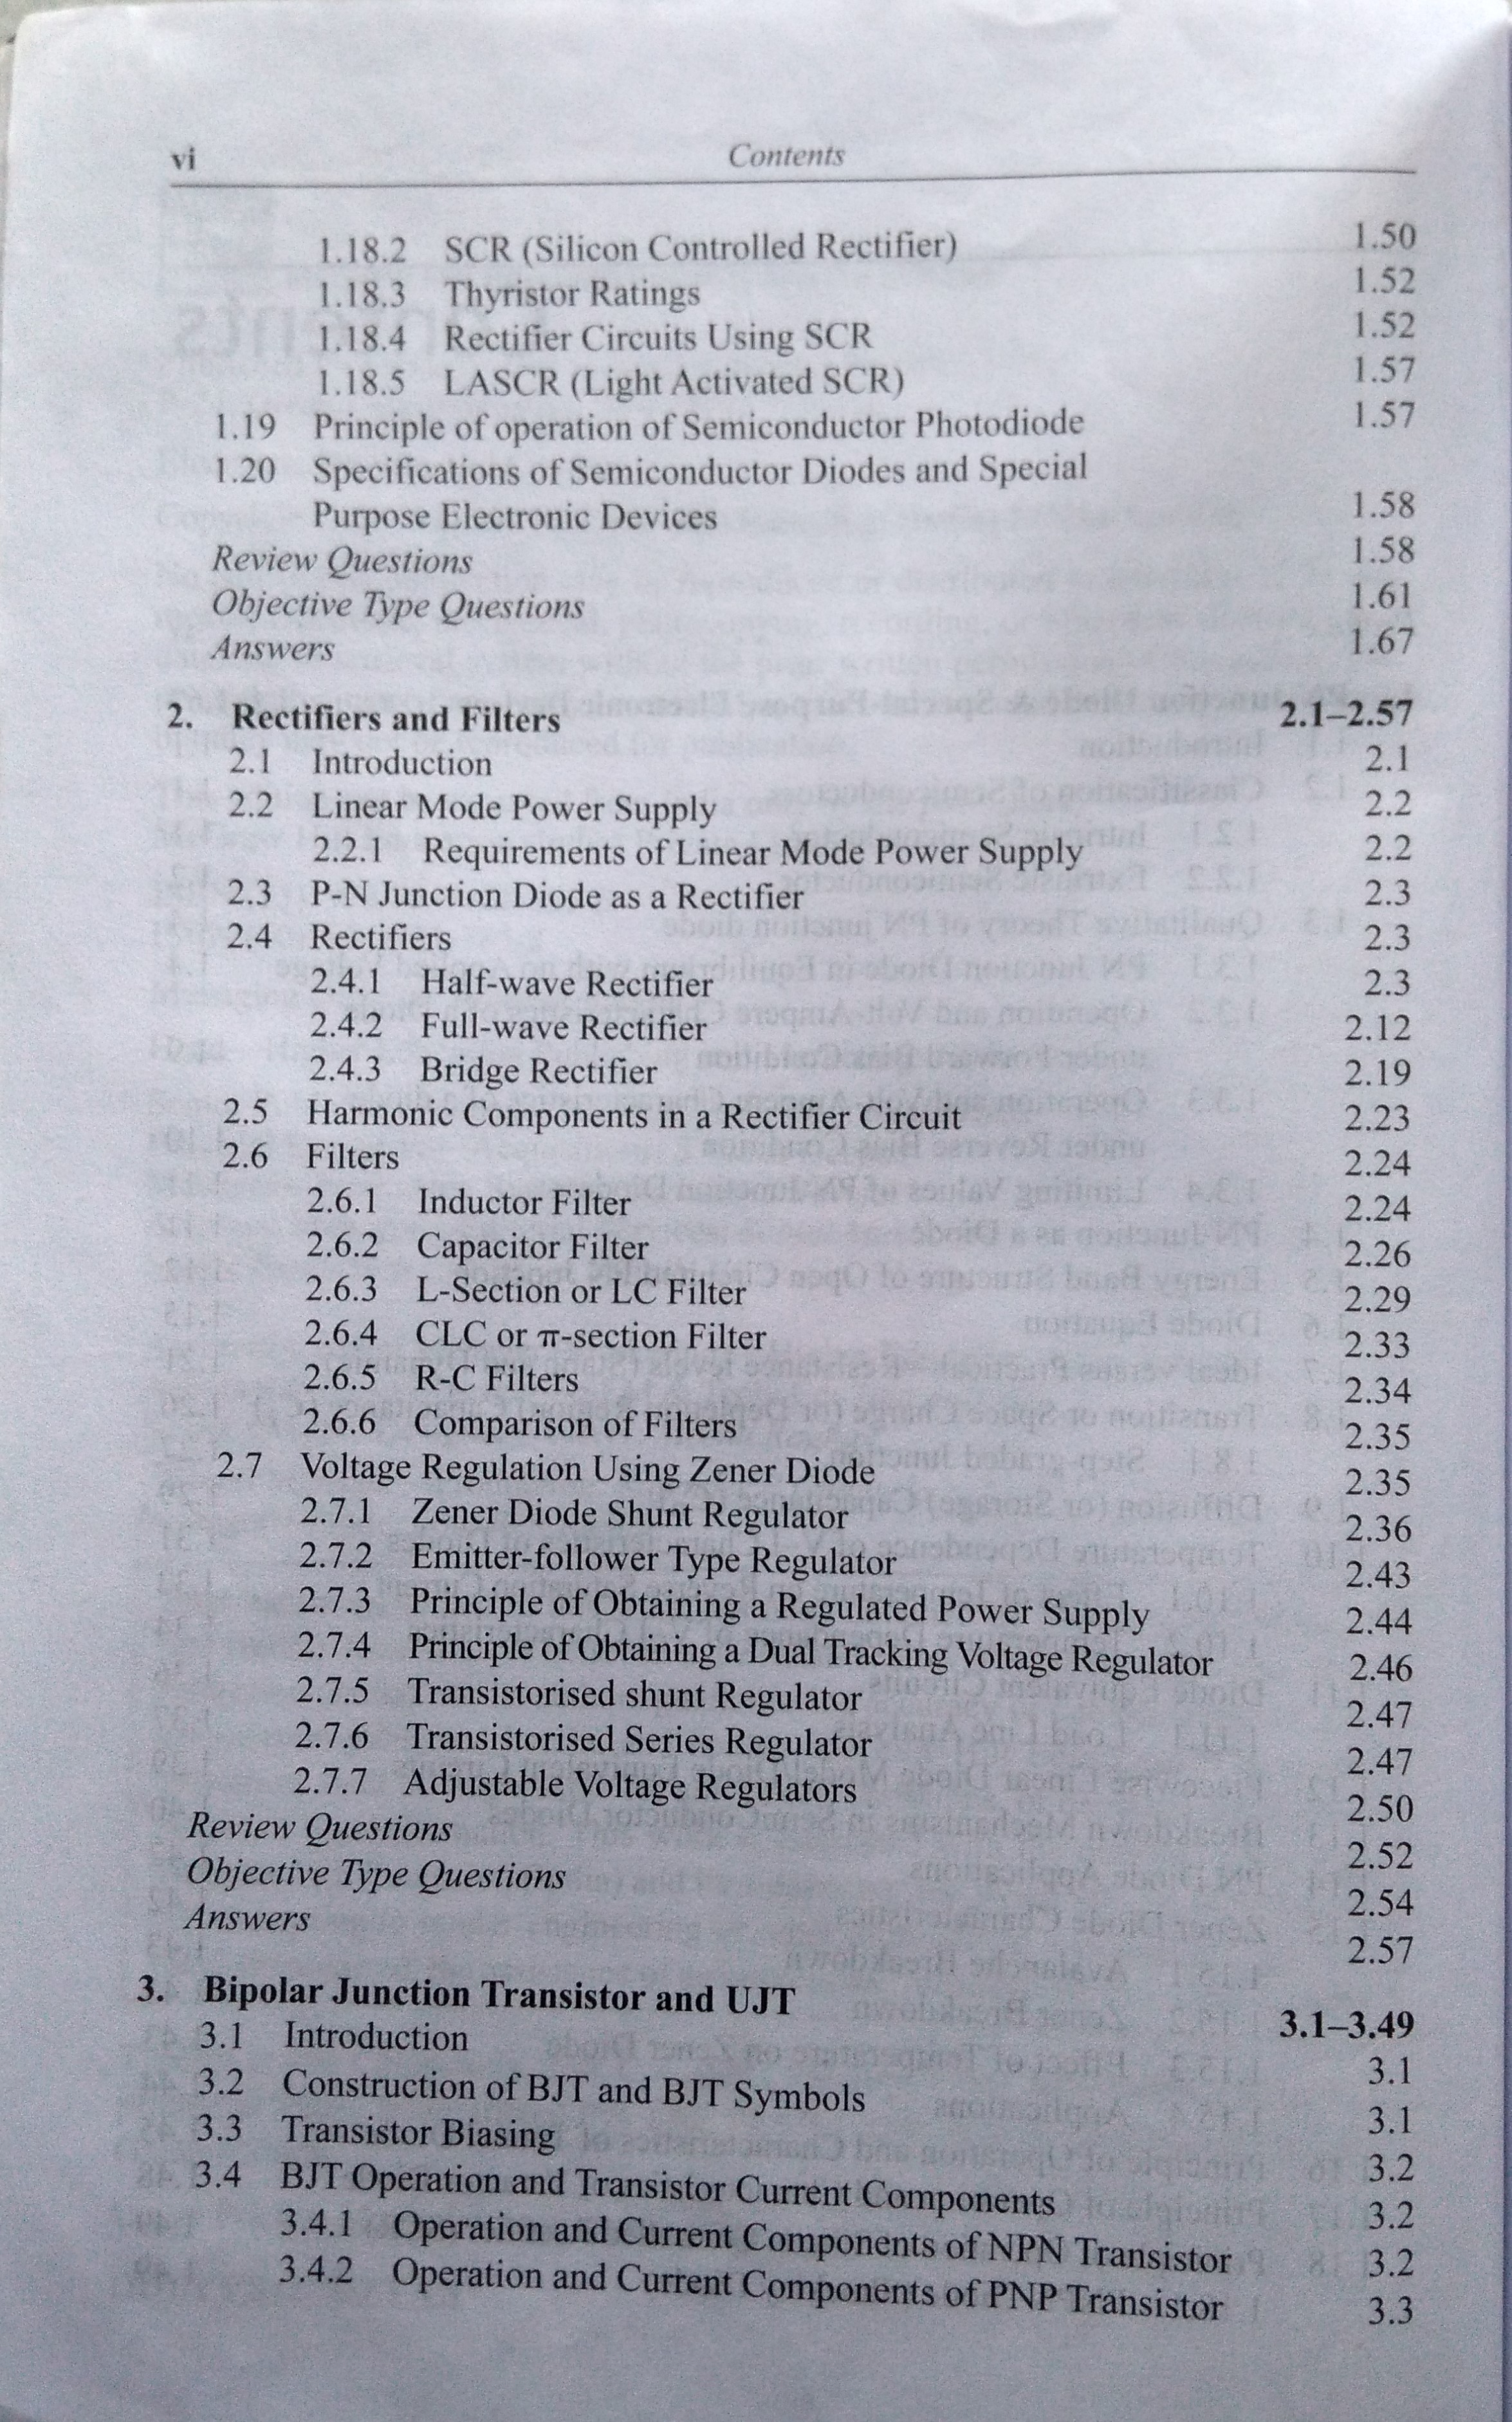 vi Contents
1.18.2 SCR (Silicon Controlled Rectifier) 1.50
1.18.3 Thyristor Ratings 1.52
1.18.4 Rectifier Circuits Using SCR 1.52
1.18.5 LASCR (Light Activated SCR) 1.57
1.19 Principle of operation of Semiconductor Photodiode 1.57
1.20 Specifications of Semiconductor Diodes and Special
Purpose Electronic Devices 1.58
Review Questions 1.58
Objective Type Questions 1.61
Answers 1.67
2. Rectifiers and Filters 2.1–2.57
2.1 Introduction 2.1
2.2 Linear Mode Power Supply 2.2
2.2.1 Requirements of Linear Mode Power Supply 2.2
2.3 P-N Junction Diode as a Rectifier 2.3
2.4 Rectifiers 2.3
2.4.1 Half-wave Rectifier 2.3
2.4.2 Full-wave Rectifier 2.12
2.4.3 Bridge Rectifier 2.19
2.5 Harmonic Components in a Rectifier Circuit 2.23
2.6 Filters 2.24
2.6.1 Inductor Filter 2.24
2.6.2 Capacitor Filter 2.26
2.6.3 L-Section or LC Filter 2.29
2.6.4 CLC or π-section Filter 2.33
2.6.5 R-C Filters 2.34
2.6.6 Comparison of Filters 2.35
2.7 Voltage Regulation Using Zener Diode 2.35
2.7.1 Zener Diode Shunt Regulator 2.36
2.7.2 Emitter-follower Type Regulator 2.43
2.7.3 Principle of Obtaining a Regulated Power Supply 2.44
2.7.4 Principle of Obtaining a Dual Tracking Voltage Regulator 2.46
2.7.5 Transistorised shunt Regulator 2.47
2.7.6 Transistorised Series Regulator 2.47
2.7.7 Adjustable Voltage Regulators 2.50
Review Questions 2.52
Objective Type Questions 2.54
Answers 2.57
3. Bipolar Junction Transistor and UJT 3.1–3.49
3.1 Introduction 3.1
3.2 Construction of BJT and BJT Symbols 3.1
3.3 Transistor Biasing 3.2
3.4 BJT Operation and Transistor Current Components 3.2
3.4.1 Operation and Current Components of NPN Transistor 3.2
3.4.2 Operation and Current Components of PNP Transistor 3.3